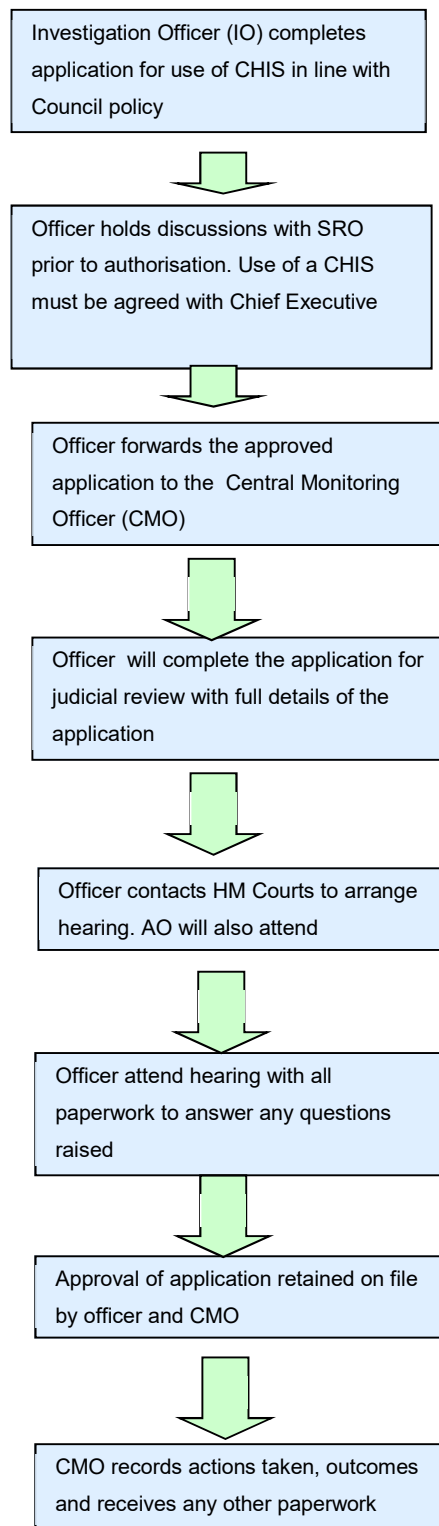 Investigation Officer (IO) completes
application for use of CHIS in line with
Council policy
Officer holds discussions with SRO
prior to authorisation. Use of a CHIS
must be agreed with Chief Executive
Officer forwards the approved
application to the Central Monitoring
Officer (CMO)
Officer will complete the application for
judicial review with full details of the
application
Officer contacts HM Courts to arrange
hearing. AO will also attend
Officer attend hearing with all
paperwork to answer any questions
raised
Approval of application retained on file
by officer and CMO
CMO records actions taken, outcomes
and receives any other paperwork